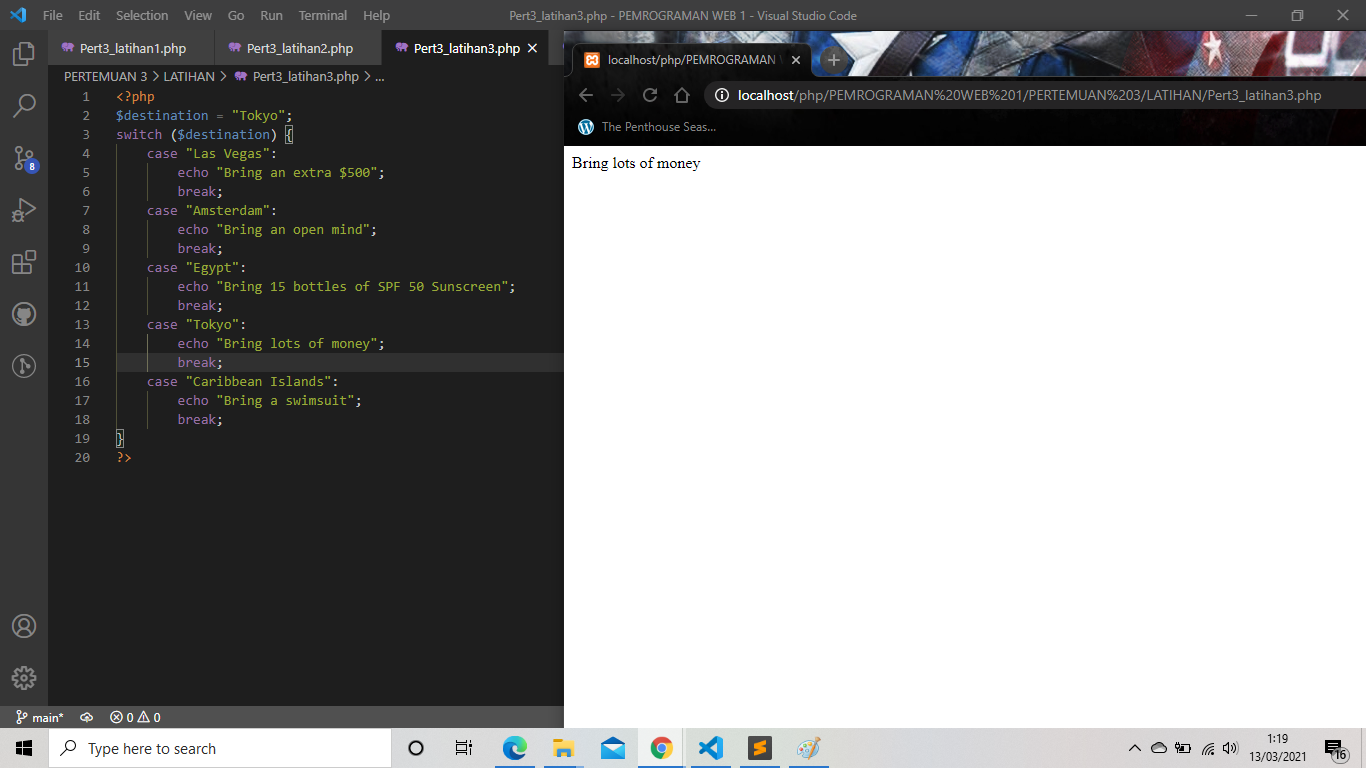 File Edit Selection View Go Run Terminal Help Pert3_latihan3.php - PEMROGRAMAN WEB 1 - Visual Studio Code
Pert3_latihan1.php Pert3_latihan2.php Pert3_latihan3.php
PERTEMUAN 3 > LATIHAN > Pert3_latihan3.php > ...
1 <?php
2 $destination = "Tokyo";
3 switch ($destination) {
4 case "Las Vegas":
5 echo "Bring an extra $500";
6 break;
7 case "Amsterdam":
8 echo "Bring an open mind";
9 break;
10 case "Egypt":
11 echo "Bring 15 bottles of SPF 50 Sunscreen";
12 break;
13 case "Tokyo":
14 echo "Bring lots of money";
15 break;
16 case "Caribbean Islands":
17 echo "Bring a swimsuit";
18 break;
19 }
20 ?>
8
main* 0 0
localhost/php/PEMROGRAMAN
localhost/php/PEMROGRAMAN%20WEB%201/PERTEMUAN%203/LATIHAN/Pert3_latihan3.php
The Penthouse Seas...
Bring lots of money
Type here to search
1:19
13/03/2021
16